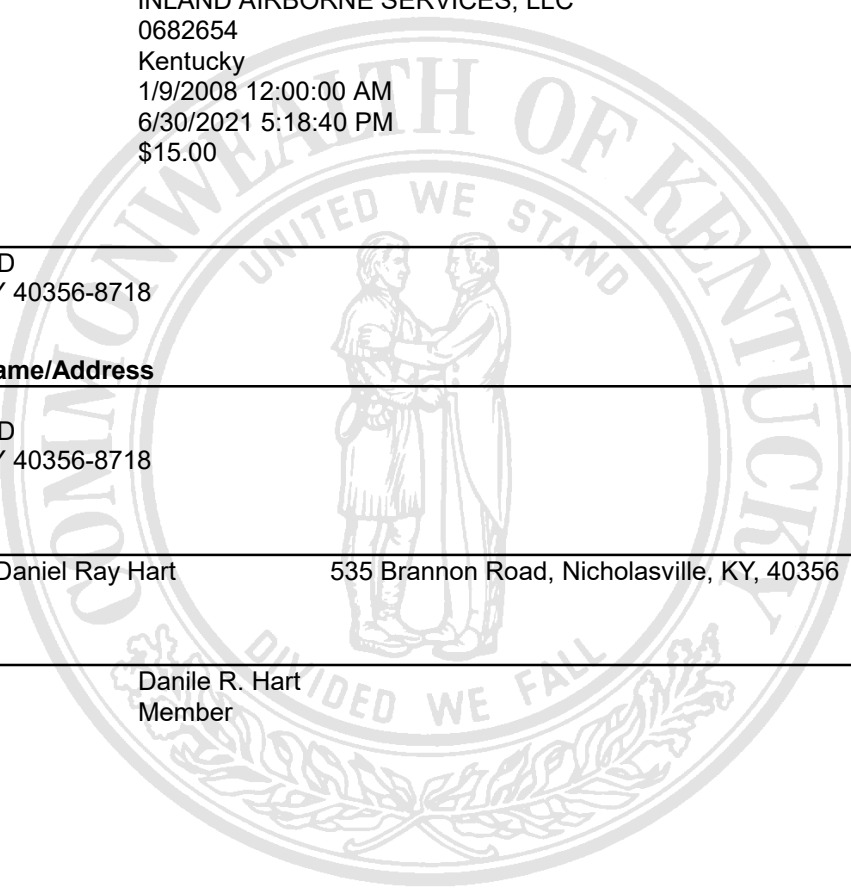 INLAND AIRBORNE SERVICES, LLC
0682654
Kentucky
1/9/2008 12:00:00 AM
6/30/2021 5:18:40 PM
$15.00
COMMONWEALTH OF KENTUCKY
UNITED WE STAND
D
Y 40356-8718
ame/Address
D
Y 40356-8718
Daniel Ray Hart 535 Brannon Road, Nicholasville, KY, 40356
DIVIDED WE FALL
Danile R. Hart
Member